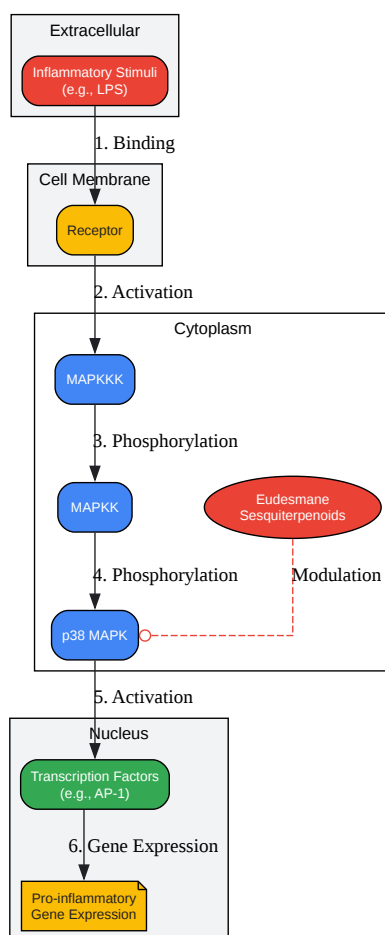 Extracellular
Inflammatory Stimuli
(e.g., LPS)
1. Binding
Cell Membrane
Receptor
2. Activation
Cytoplasm
MAPKKK
3. Phosphorylation
MAPKK
Eudesmane
Sesquiterpenoids
4. Phosphorylation
Modulation
p38 MAPK
5. Activation
Nucleus
Transcription Factors
(e.g., AP-1)
6. Gene Expression
Pro-inflammatory
Gene Expression